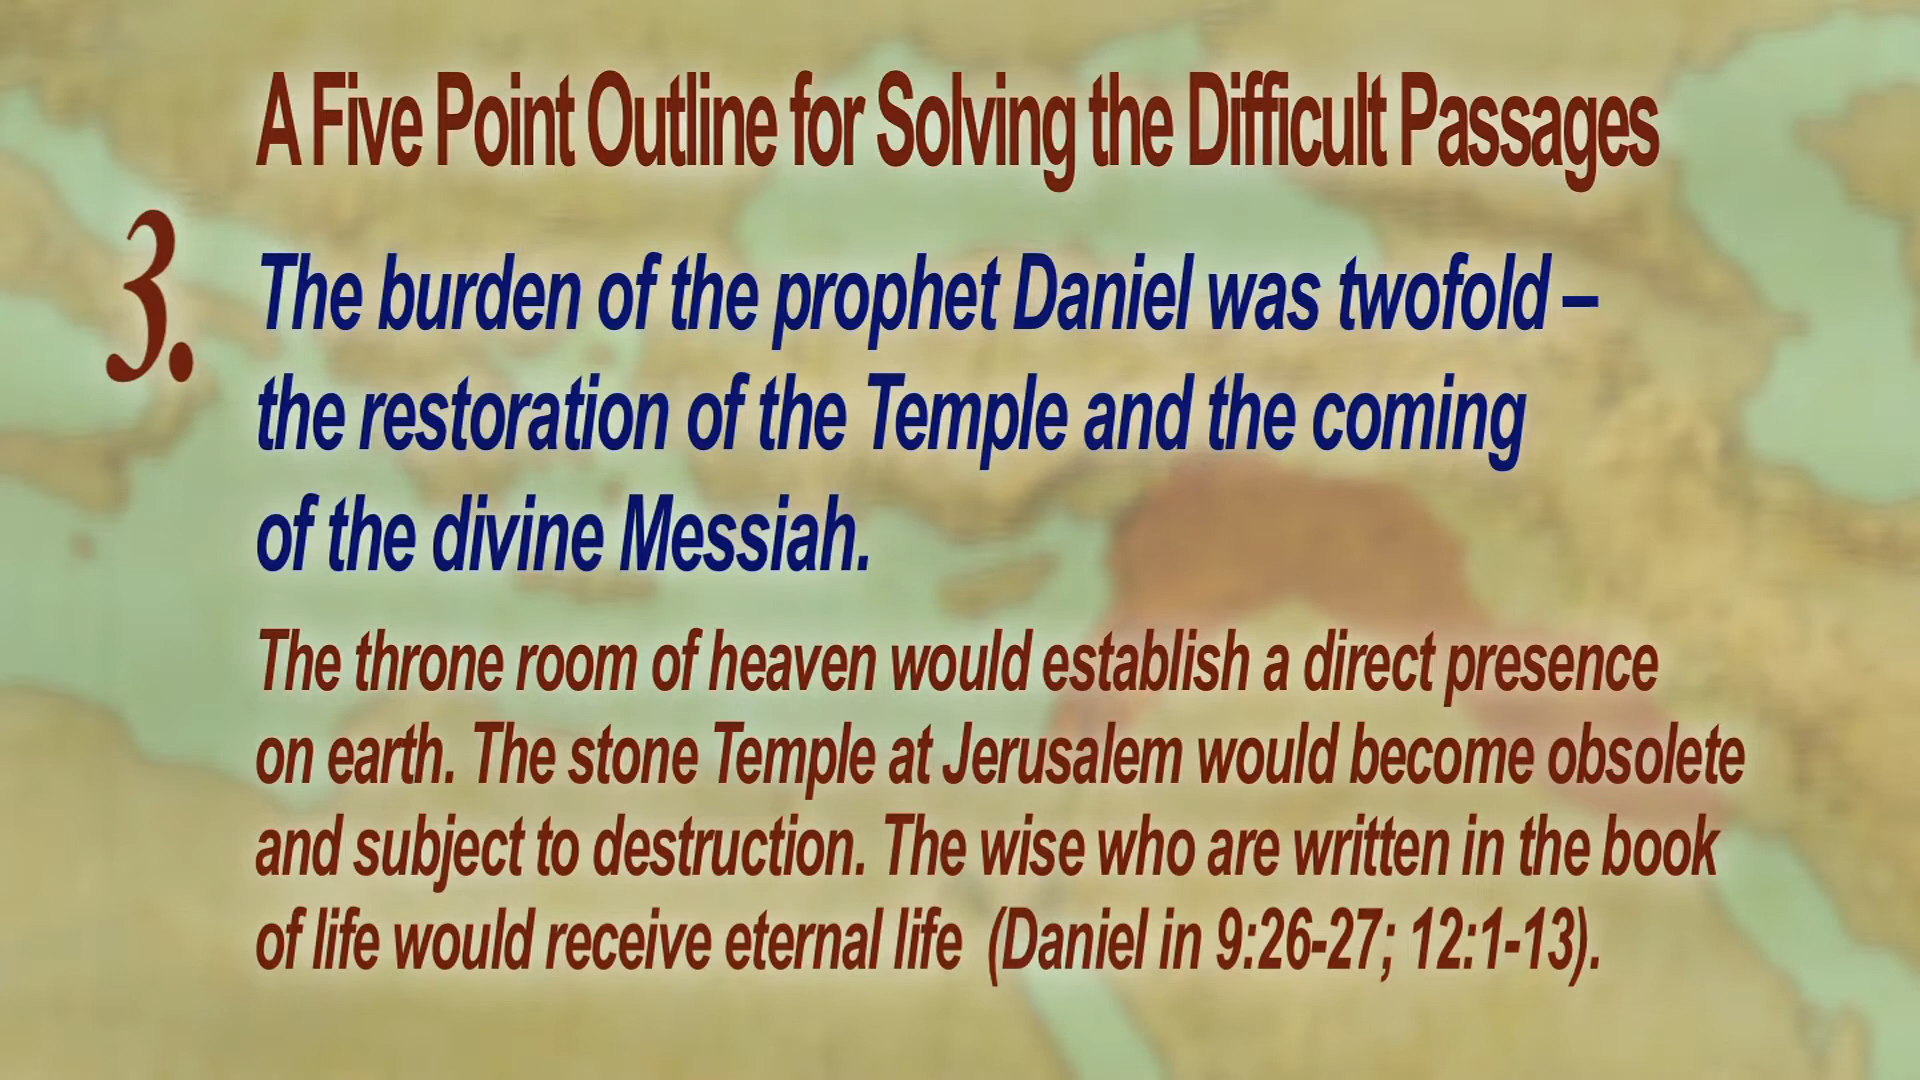 A Five Point Outline for Solving the Difficult Passages
3.
The burden of the prophet Daniel was twofold –
the restoration of the Temple and the coming
of the divine Messiah.
The throne room of heaven would establish a direct presence
on earth. The stone Temple at Jerusalem would become obsolete
and subject to destruction. The wise who are written in the book
of life would receive eternal life (Daniel in 9:26-27; 12:1-13).